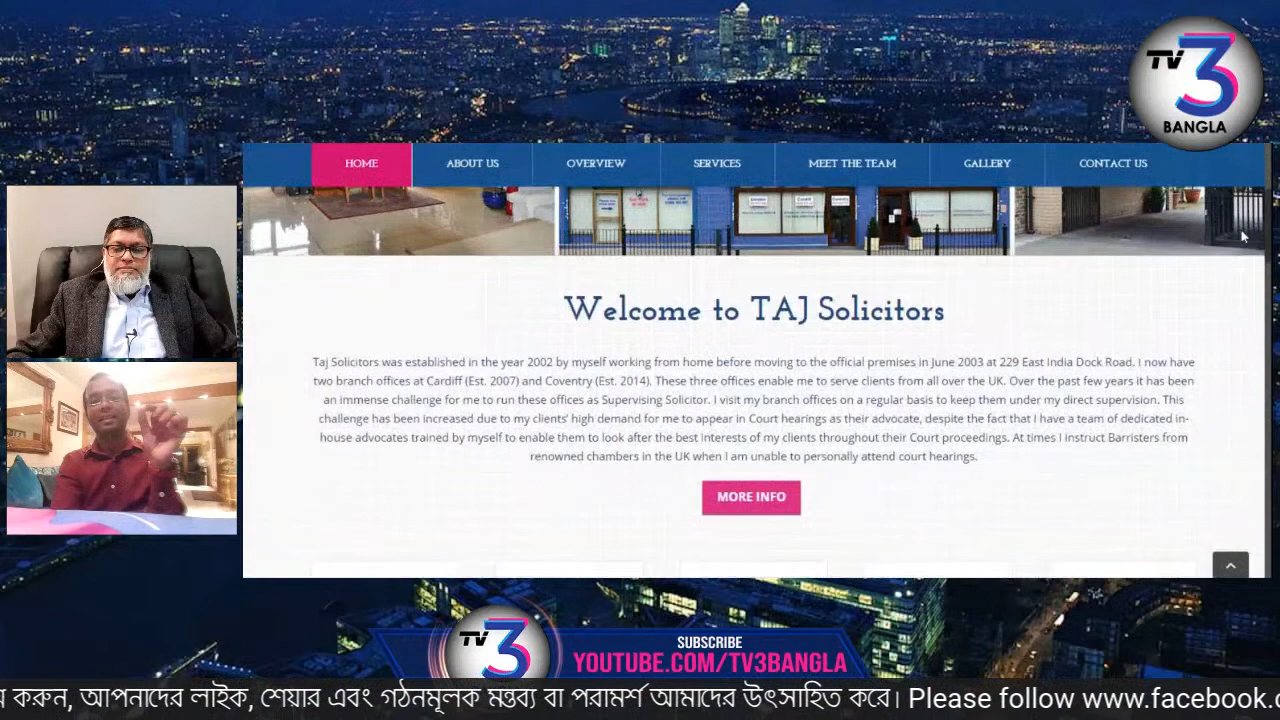 TV 3
BANGLA
HOME ABOUT US OVERVIEW SERVICES MEET THE TEAM GALLERY CONTACT US
Welcome to TAJ Solicitors
Taj Solicitors was established in the year 2002 by myself working from home before moving to the official premises in June 2003 at 229 East India Dock Road. I now have
two branch offices at Cardiff (Est. 2007) and Coventry (Est. 2014). These three offices enable me to serve clients from all over the UK. Over the past few years it has been
an immense challenge for me to run these offices as Supervising Solicitor. I visit my branch offices on a regular basis to keep them under my direct supervision. This
challenge has been increased due to my clients' high demand for me to appear in Court hearings as their advocate, despite the fact that I have a team of dedicated in-
house advocates trained by myself to enable them to look after the best interests of my clients throughout their Court proceedings. At times I instruct Barristers from
renowned chambers in the UK when I am unable to personally attend court hearings.
MORE INFO
TV 3
SUBSCRIBE
YOUTUBE.COM/TV3BANGLA
করুন, আপনাদের লাইক, শেয়ার এবং গঠনমূলক মন্তব্য বা পরামর্শ আমাদের উৎসাহিত করে। Please follow www.facebook.c